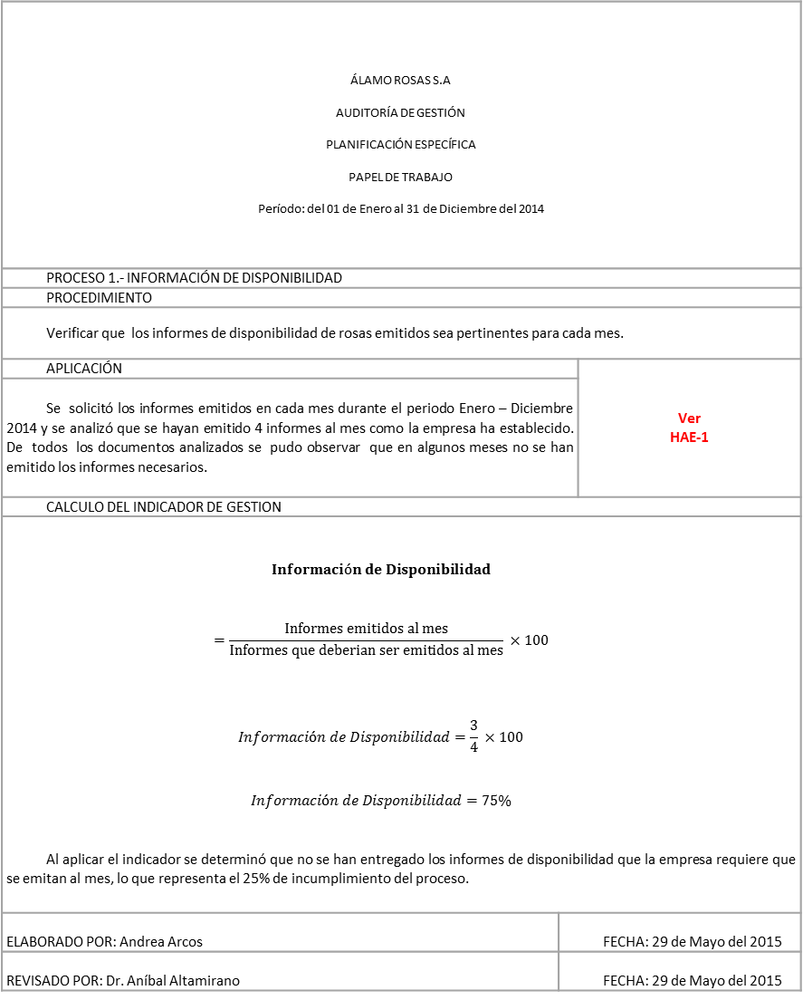 ÁLAMO ROSAS S.A
AUDITORÍA DE GESTIÓN
PLANIFICACIÓN ESPECÍFICA
PAPEL DE TRABAJO
Período: del 01 de Enero al 31 de Diciembre del 2014
PROCESO 1.- INFORMACIÓN DE DISPONIBILIDAD
PROCEDIMIENTO
Verificar que los informes de disponibilidad de rosas emitidos sea pertinentes para cada mes.
APLICACIÓN
Se solicitó los informes emitidos en cada mes durante el periodo Enero – Diciembre
2014 y se analizó que se hayan emitido 4 informes al mes como la empresa ha establecido.
De todos los documentos analizados se pudo observar que en algunos meses no se han
emitido los informes necesarios.
Ver
HAE-1
CALCULO DEL INDICADOR DE GESTION
Información de Disponibilidad
= Informes emitidos al mes / Informes que deberian ser emitidos al mes × 100
Información de Disponibilidad = 3/4 × 100
Información de Disponibilidad = 75%
Al aplicar el indicador se determinó que no se han entregado los informes de disponibilidad que la empresa requiere que
se emitan al mes, lo que representa el 25% de incumplimiento del proceso.
ELABORADO POR: Andrea Arcos FECHA: 29 de Mayo del 2015
REVISADO POR: Dr. Aníbal Altamirano FECHA: 29 de Mayo del 2015